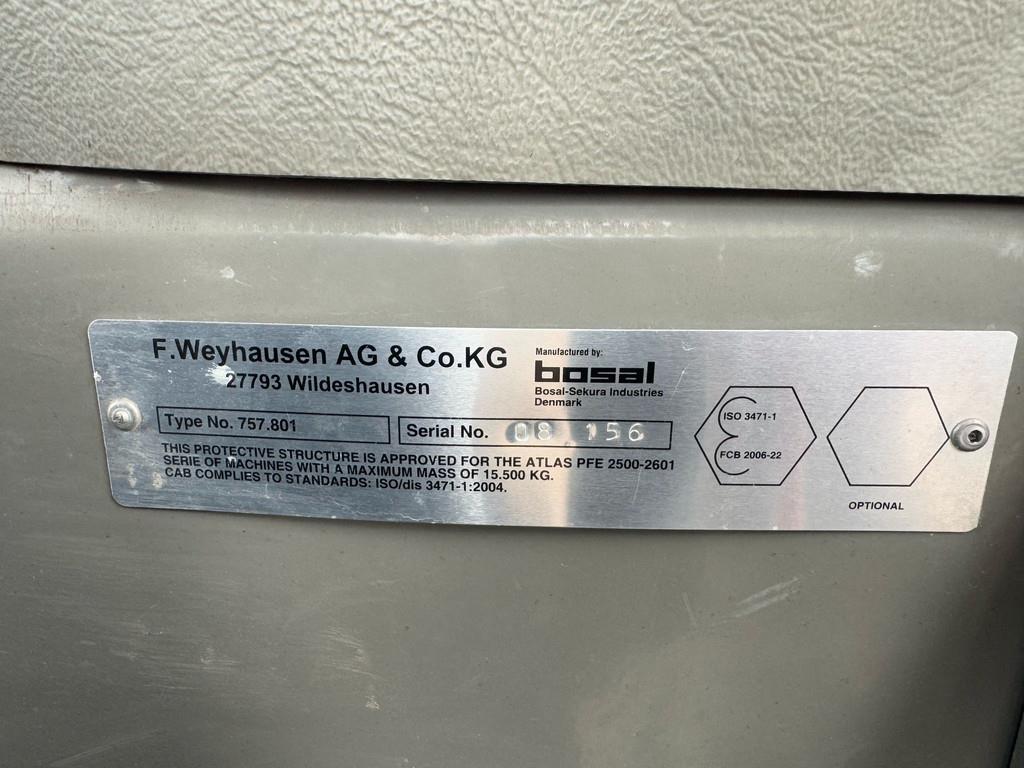 F.Weyhausen AG & Co.KG
27793 Wildeshausen
Manufactured by:
bosal
Bosal-Sekura Industries
Denmark
Type No. 757.801
Serial No. 08 156
THIS PROTECTIVE STRUCTURE IS APPROVED FOR THE ATLAS PFE 2500-2601
SERIE OF MACHINES WITH A MAXIMUM MASS OF 15.500 KG.
CAB COMPLIES TO STANDARDS: ISO/dis 3471-1:2004.
ISO 3471-1
FCB 2006-22
OPTIONAL